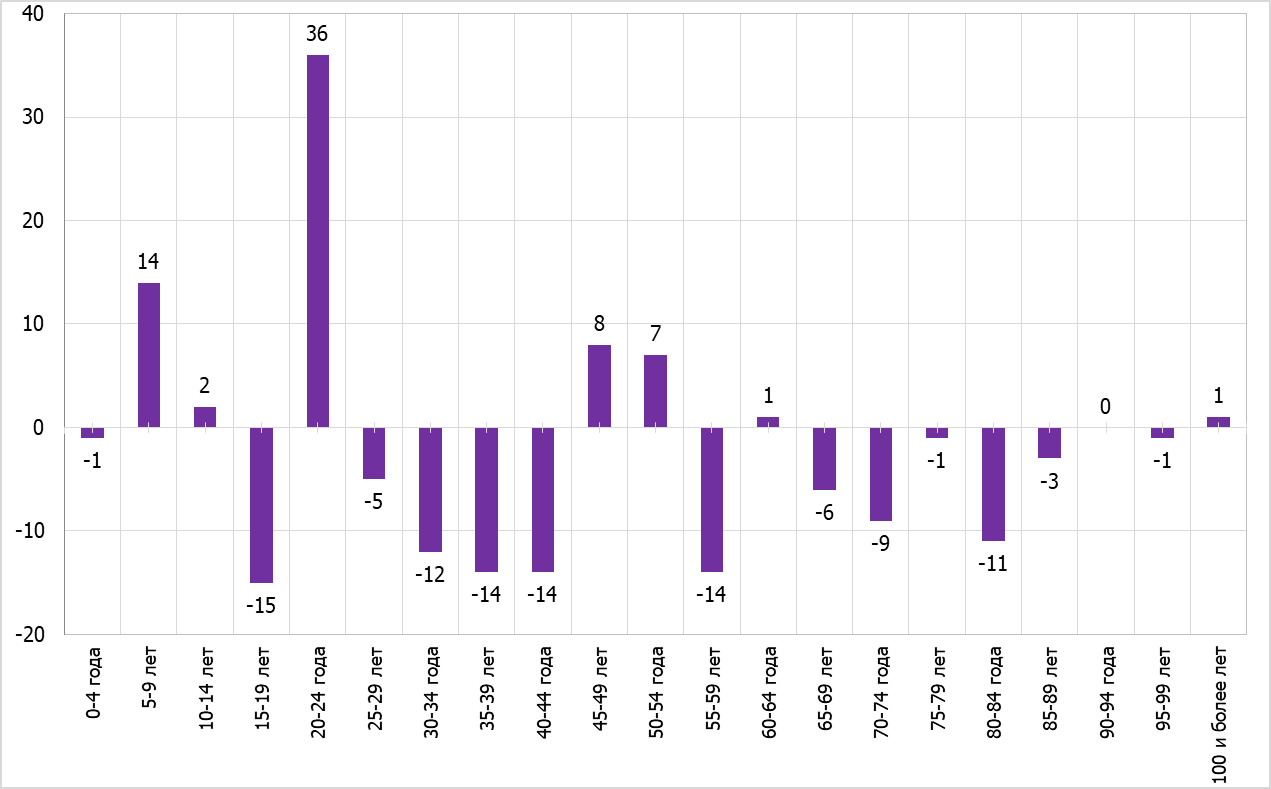 40
30
20
10
0
-10
-20
-1
14
2
-15
36
-5
-12
-14
-14
8
7
-14
1
-6
-9
-1
-11
-3
0
-1
1
0-4 года
5-9 лет
10-14 лет
15-19 лет
20-24 года
25-29 лет
30-34 года
35-39 лет
40-44 года
45-49 лет
50-54 года
55-59 лет
60-64 года
65-69 лет
70-74 года
75-79 лет
80-84 года
85-89 лет
90-94 года
95-99 лет
100 и более лет